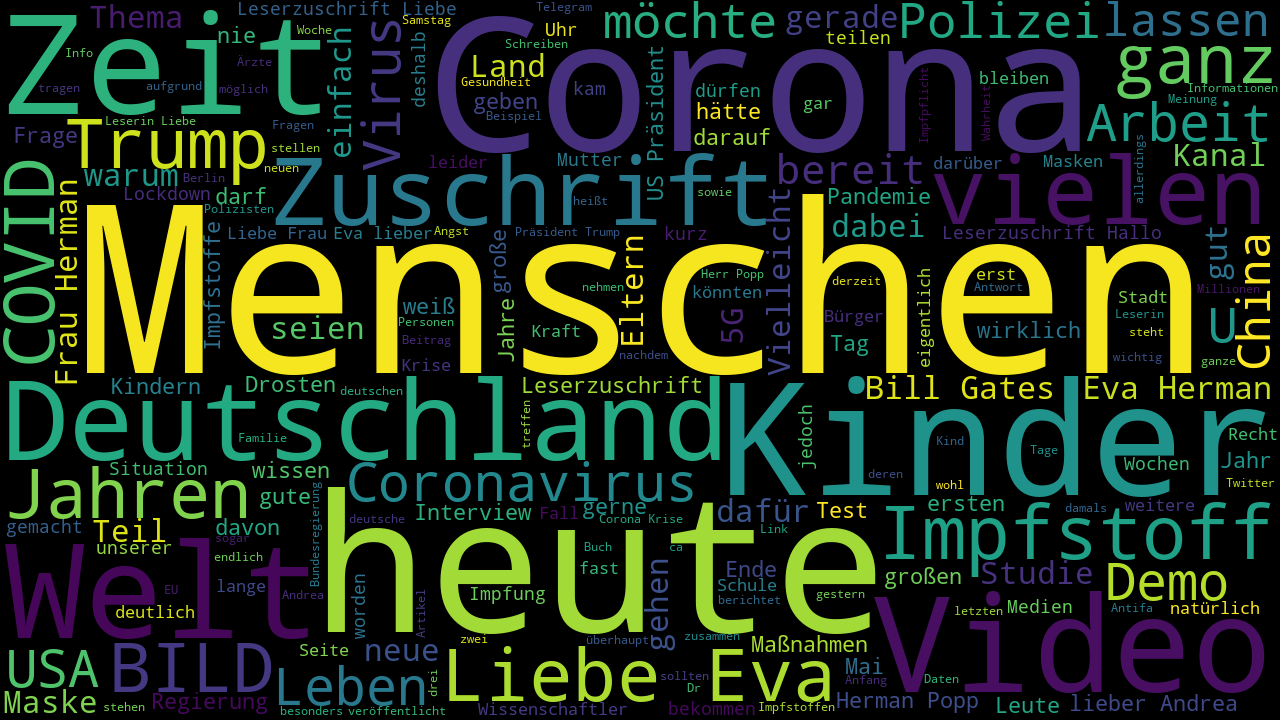 Thema
Leserzuschrift Liebe
Samstag
Telegram
möchte
gerade
Polizei
lassen
Zeit
nie
Woche
Uhr
Schreiben
teilen
ganz
Info
Ärzte
einfach
Virus
deshalb
Land
Corona
tragen
aufgrund
möglich
Gesundheit
geben
Beispiel
kam
dürfen
hätte
darauf
gar
bleiben
Informationen
Meinung
Impfpflicht
Wahrheit
Arbeit
Frage
Leserin Liebe
Trump
Fragen
stellen
neuen
warum
Berlin
Lockdown
darf
Polizisten
leider
Zuschrift
Mutter
heißt
US Präsident
sowie
bereit
darüber
Masken
allerdings
Kanal
vielen
Pandemie
dabei
COVID
Frau Herman
Liebe Frau
Eva lieber
Angst
Präsident Trump
kurz
Vielleicht
Leserzuschrift Hallo
gut
China
Menschen
Impfstoffe
seien
weiß
Personen
Beitrag
Krise
große
Jahre
Kraft
nehmen
nachdem
Eltern
Herr Popp
könnten
5G
derzeit
Bürger
Tag
eigentlich
erst
Antwort
wirklich
Millionen
Stadt
Leserin
steht
wichtig
U
ganze
Kindern
Drosten
deutschen
Leserzuschrift
Bill Gates
Eva Herman
Deutschland
Familie
treffen
Kinder
jedoch
Kind
Tage
Recht
Wochen
Jahr
Situation
wissen
Jahren
gute
Coronavirus
deren
wohl
Twitter
gemacht
Teil
davon
unserer
Bundesregierung
deutsche
Interview
Fall
gerne
Corona Krise
dafür
Link
Test
ersten
damals
weitere
Impfstoff
sogar
endlich
Welt
EU
lange
Andrea
heute
Buch
ca
fast
Impfung
Ende
Schule
berichtet
gestern
großen
Studie
Demo
deutlich
worden
Artikel
gehen
letzten
Medien
Antifa
natürlich
Video
USA
BILD
Seite
neue
zwei
überhaupt
zusammen
Maßnahmen
Mai
Anfang
Leben
drei
Liebe
sollten
Dr
Eva
Daten
Maske
stehen
Regierung
besonders
veröffentlicht
Wissenschaftler
bekommen
Impfstoffen
Herman Popp
Leute
lieber Andrea